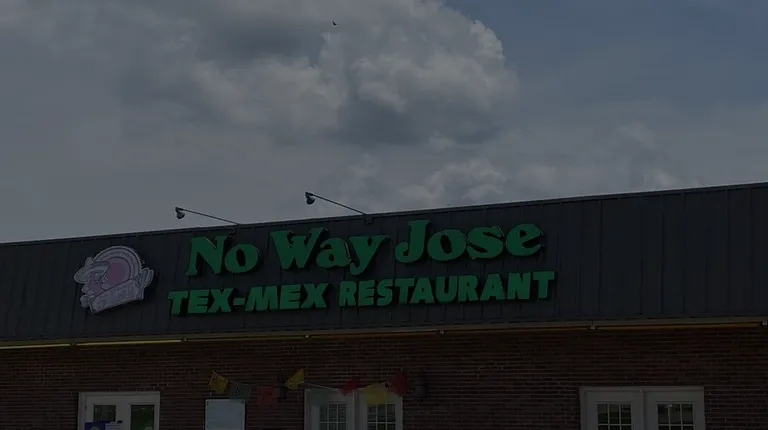 No Way Jose
TEX-MEX RESTAURANT